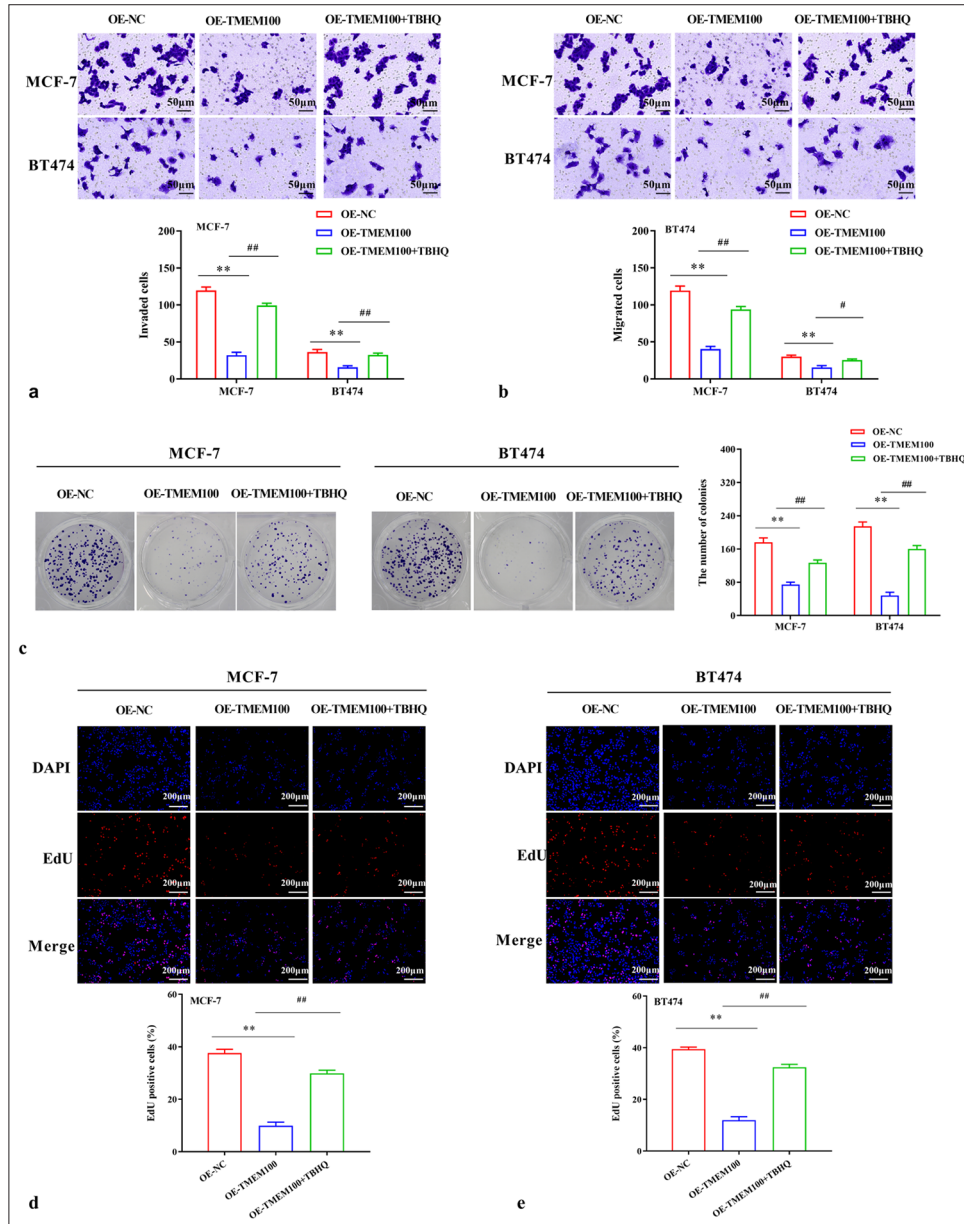 OE-NC OE-TMEM100 OE-TMEM100+TBHQ
MCF-7
50μm 50μm 50μm
BT474
50μm 50μm 50μm
MCF-7
OE-NC
OE-TMEM100
OE-TMEM100+TBHQ
Invaded cells
200
150
100
50
0
** ##
** ##
MCF-7 BT474
a
OE-NC OE-TMEM100 OE-TMEM100+TBHQ
MCF-7
50μm 50μm 50μm
BT474
50μm 50μm 50μm
BT474
OE-NC
OE-TMEM100
OE-TMEM100+TBHQ
Migrated cells
200
150
100
50
0
** ##
** #
MCF-7 BT474
b
MCF-7
OE-NC OE-TMEM100 OE-TMEM100+TBHQ
BT474
OE-NC OE-TMEM100 OE-TMEM100+TBHQ
OE-NC
OE-TMEM100
OE-TMEM100+TBHQ
The number of colonies
400
240
160
80
0
** ##
** ##
MCF-7 BT474
c
MCF-7
OE-NC OE-TMEM100 OE-TMEM100+TBHQ
DAPI
200μm 200μm 200μm
EdU
200μm 200μm 200μm
Merge
200μm 200μm 200μm
MCF-7
EdU positive cells (%)
60
40
20
0
** ##
OE-NC
OE-TMEM100
OE-TMEM100+TBHQ
d
BT474
OE-NC OE-TMEM100 OE-TMEM100+TBHQ
DAPI
200μm 200μm 200μm
EdU
200μm 200μm 200μm
Merge
200μm 200μm 200μm
BT474
EdU positive cells (%)
60
40
20
0
** ##
OE-NC
OE-TMEM100
OE-TMEM100+TBHQ
e